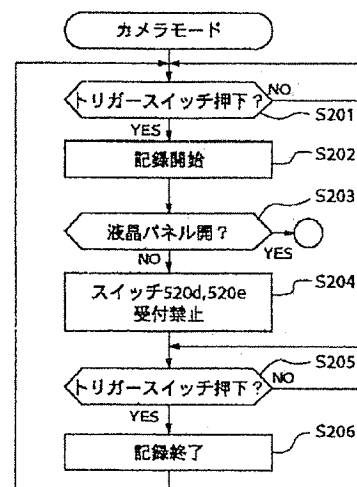 カメラモード
トリガースイッチ押下?
NO
S201
YES
記録開始
S202
S203
液晶パネル開?
YES
NO
スイッチ520d,520e
受付禁止
S204
S205
トリガースイッチ押下?
NO
YES
S206
記録終了